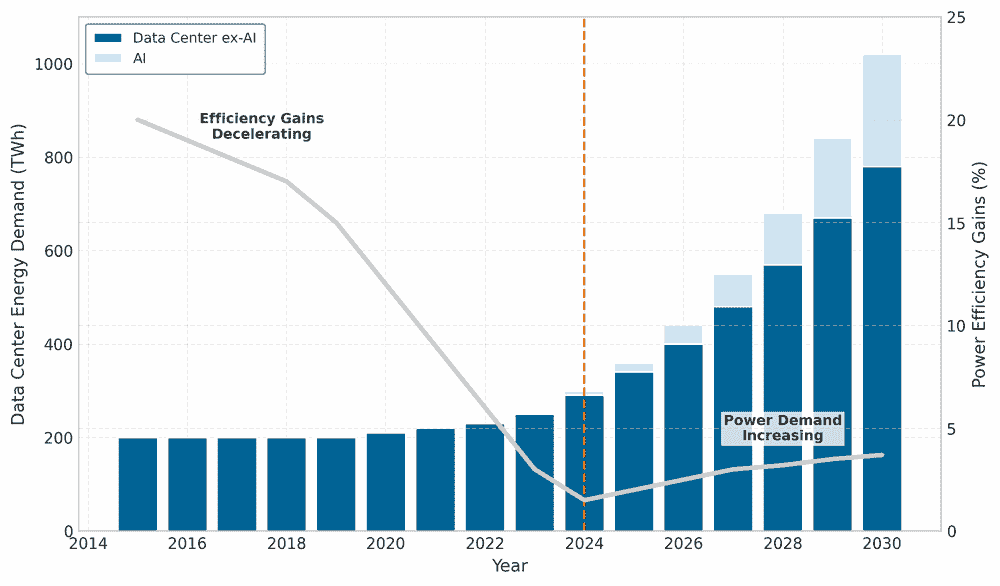 Data Center ex-AI
AI
Efficiency Gains
Decelerating
Power Demand
Increasing
Data Center Energy Demand (TWh)
1000
800
600
400
200
0
Power Efficiency Gains (%)
25
20
15
10
5
0
2014 2016 2018 2020 2022 2024 2026 2028 2030
Year